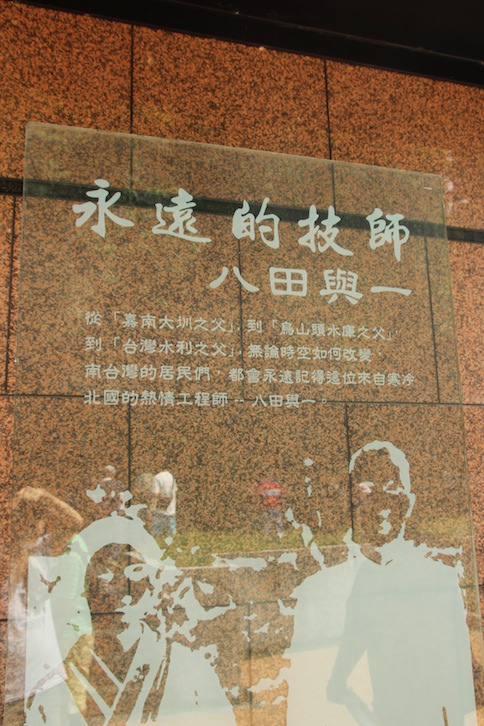 永遠的技師
八田與一
從「嘉南大圳之父」，到「烏山頭水庫之父」
到「台灣水利之父」，無論時空如何改變，
南台灣的居民們，都會永遠記得這位來自寒冷
北國的熱情工程師 -- 八田與一。